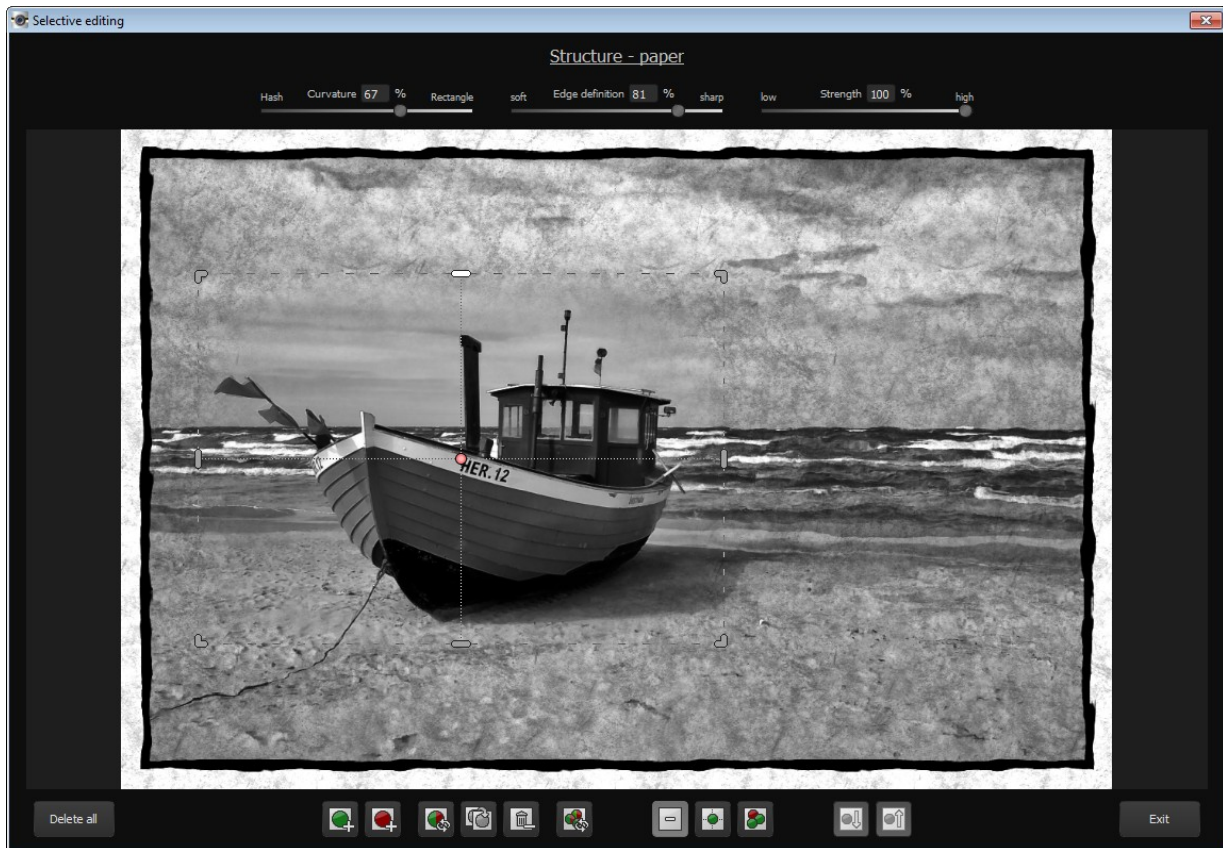 Selective editing
Structure - paper
Hash Curvature 67 % Rectangle soft Edge definition 81 % sharp low Strength 100 % high
HER. 12
Delete all Exit